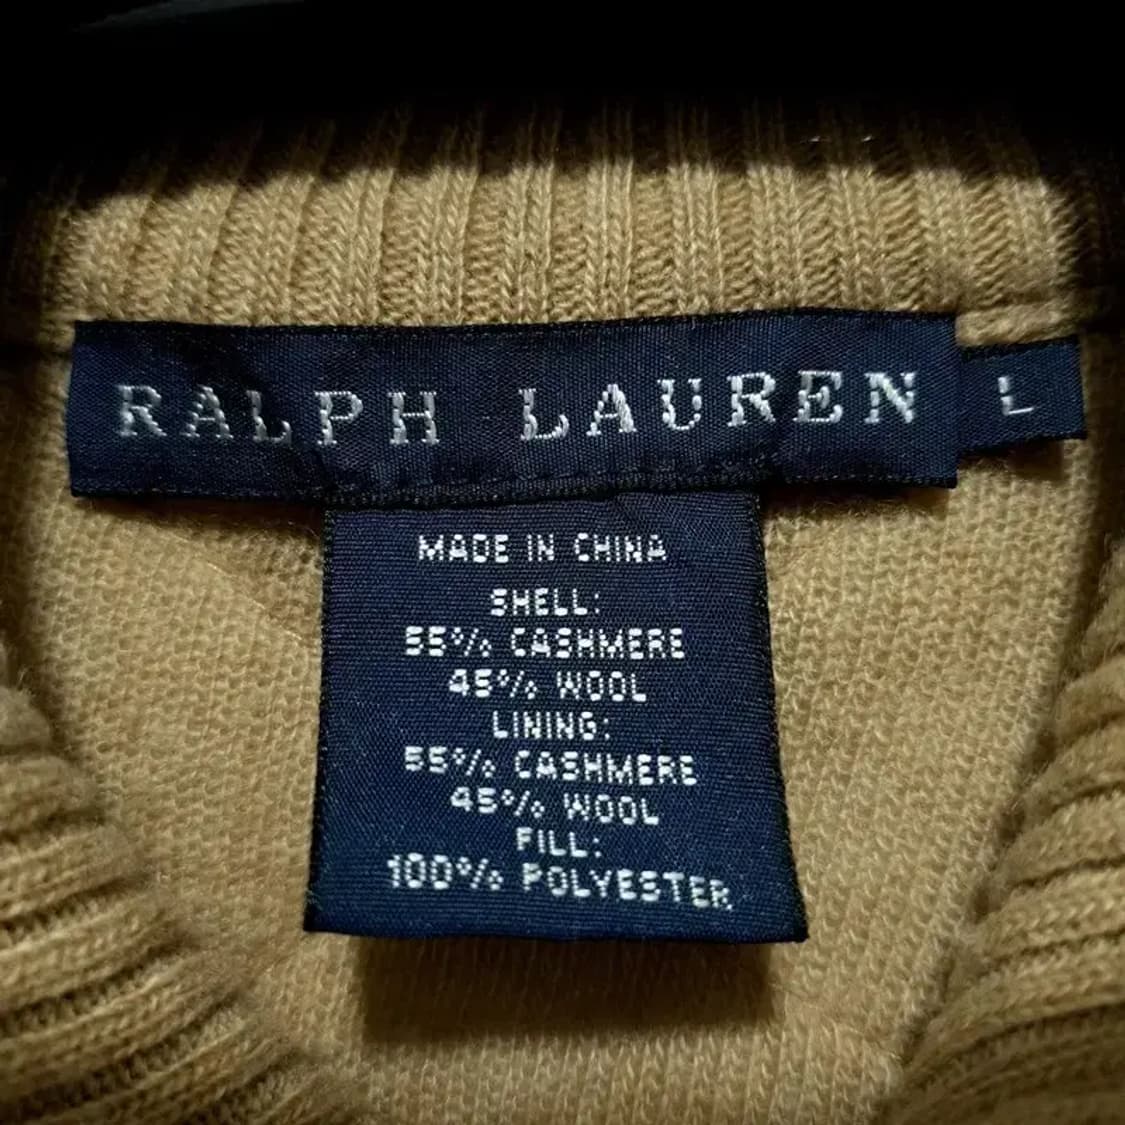 RALPH LAUREN L
MADE IN CHINA
SHELL:
55% CASHMERE
45% WOOL
LINING:
55% CASHMERE
45% WOOL
FILL:
100% POLYESTER